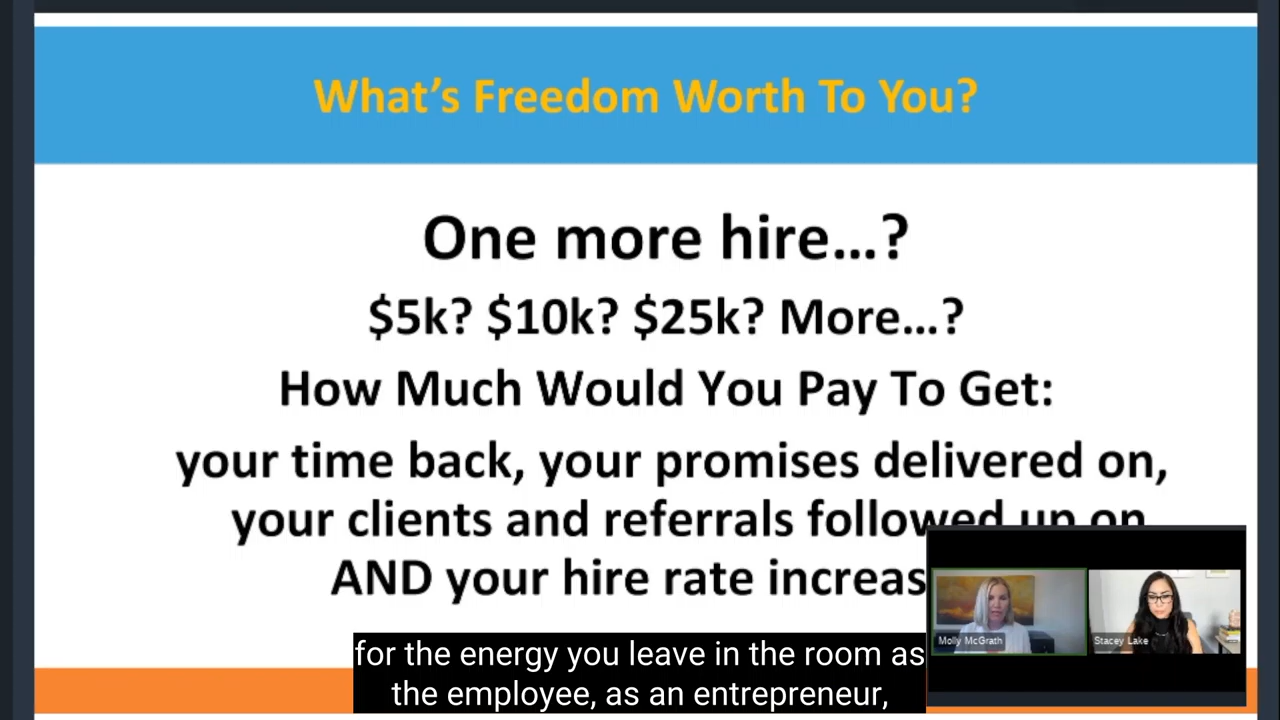 What's Freedom Worth To You?
One more hire...?
$5k? $10k? $25k? More...?
How Much Would You Pay To Get:
your time back, your promises delivered on,
your clients and referrals followed up on
AND your hire rate increas
Molly McGrath
Stacey Lake
for the energy you leave in the room as
the employee, as an entrepreneur,